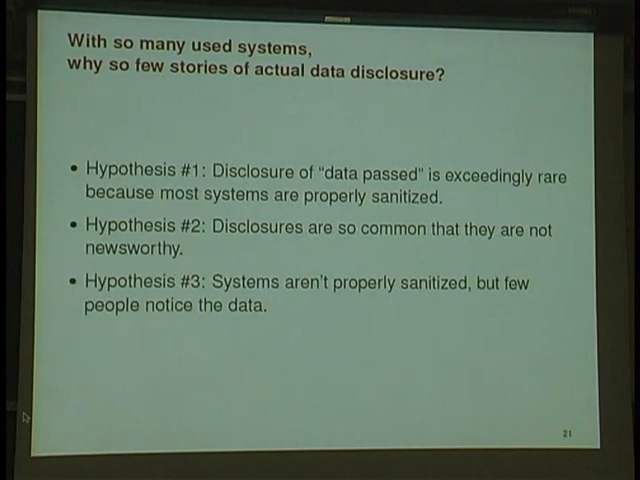 With so many used systems,
why so few stories of actual data disclosure?
• Hypothesis #1: Disclosure of “data passed” is exceedingly rare
because most systems are properly sanitized.
• Hypothesis #2: Disclosures are so common that they are not
newsworthy.
• Hypothesis #3: Systems aren’t properly sanitized, but few
people notice the data.
21